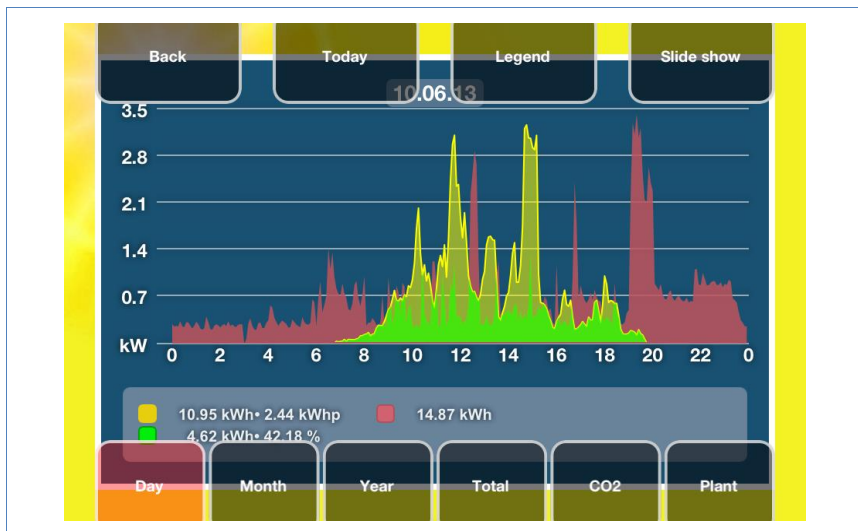 Back Today Legend Slide show
10.06.13
3.5
2.8
2.1
1.4
0.7
kW
0 2 4 6 8 10 12 14 16 18 20 22 0
10.95 kWh• 2.44 kWhp 14.87 kWh
4.62 kWh• 42.18 %
Day Month Year Total CO2 Plant